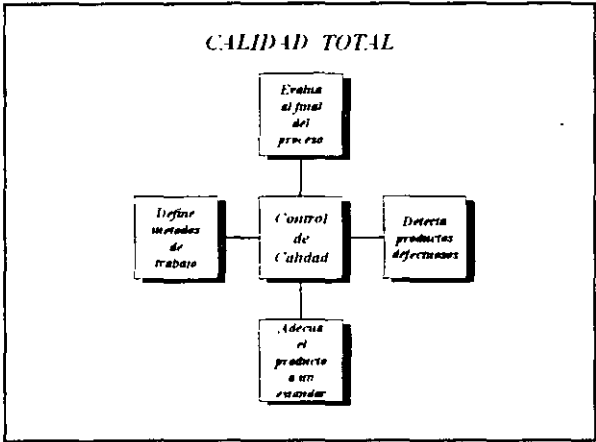 CALIDAD TOTAL
Evalua
al final
del
proceso
Define
metodos
de
trabajo
Control
de
Calidad
Detecta
productos
defectuosos
Adecua
el
producto
a un
estandar